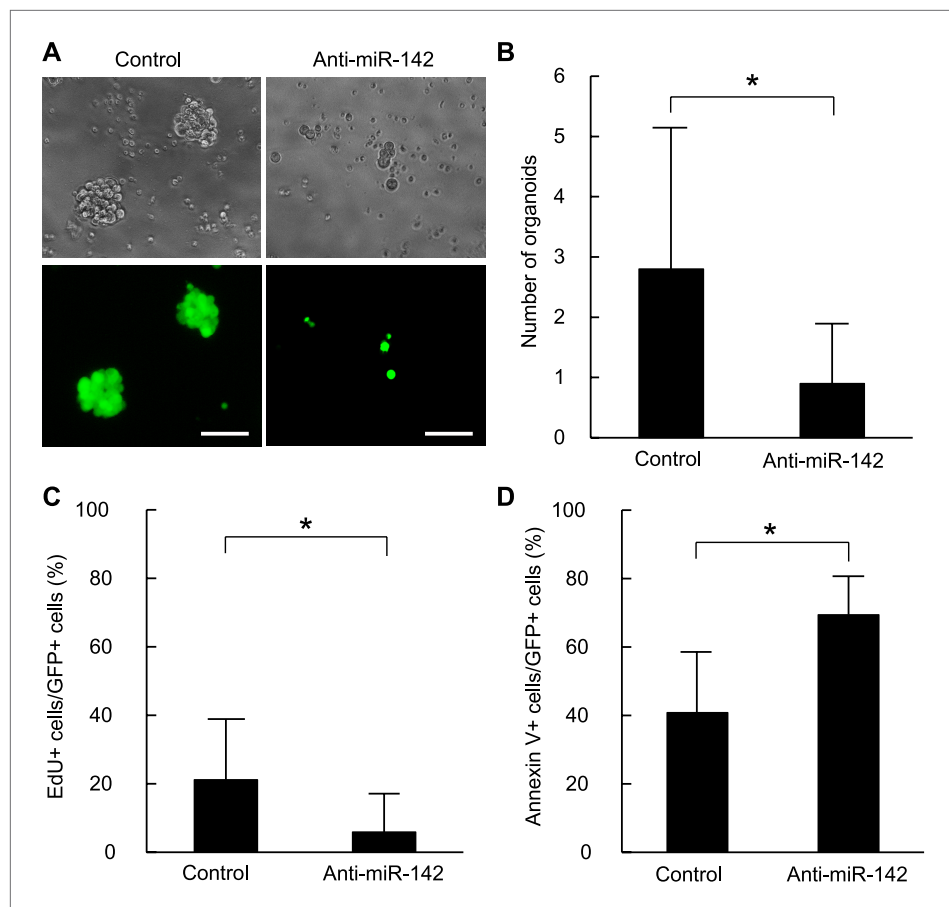 A
Control
Anti-miR-142
B
Number of organoids
6
5
4
3
2
1
0
*
Control
Anti-miR-142
C
EdU+ cells/GFP+ cells (%)
100
80
60
40
20
0
*
Control
Anti-miR-142
D
Annexin V+ cells/GFP+ cells (%)
100
80
60
40
20
0
*
Control
Anti-miR-142